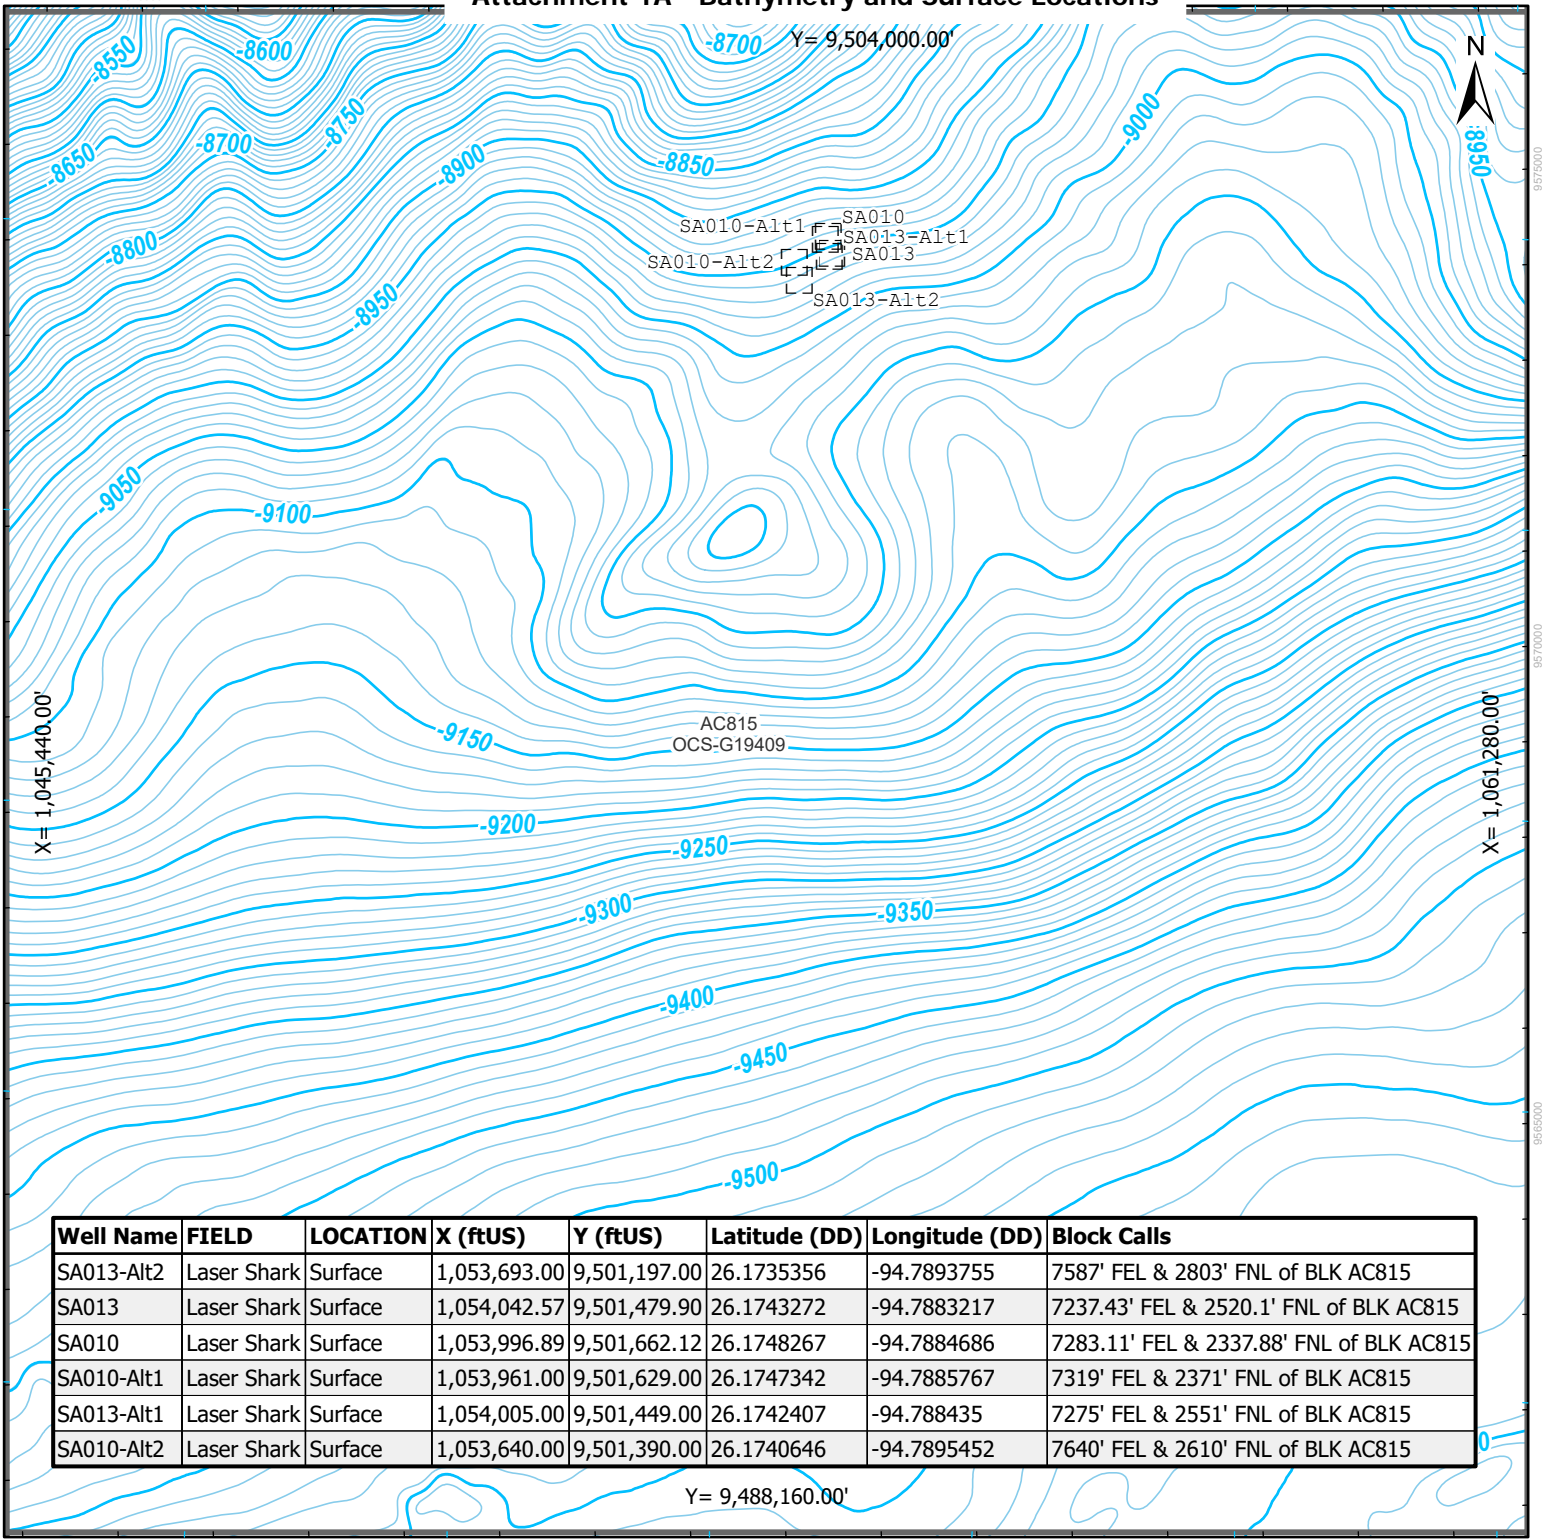 Attachment 1A - Bathymetry and Surface Locations
Y= 9,504,000.00'
N
-8550
-8600
-8700
-8650
-8700
-8750
-8900
-8850
-9000
-8950
9575000
-8800
-8950
SA010-Alt1
SA010
SA013-Alt1
SA010-Alt2
SA013
SA013-Alt2
-9050
-9100
9570000
X= 1,045,440.00'
X= 1,061,280.00'
AC815
OCS-G19409
-9150
-9200
-9250
-9300
-9350
-9400
-9450
9565000
-9500
Well Name FIELD LOCATION X (ftUS) Y (ftUS) Latitude (DD) Longitude (DD) Block Calls
SA013-Alt2 Laser Shark Surface 1,053,693.00 9,501,197.00 26.1735356 -94.7893755 7587' FEL & 2803' FNL of BLK AC815
SA013 Laser Shark Surface 1,054,042.57 9,501,479.90 26.1743272 -94.7883217 7237.43' FEL & 2520.1' FNL of BLK AC815
SA010 Laser Shark Surface 1,053,996.89 9,501,662.12 26.1748267 -94.7884686 7283.11' FEL & 2337.88' FNL of BLK AC815
SA010-Alt1 Laser Shark Surface 1,053,961.00 9,501,629.00 26.1747342 -94.7885767 7319' FEL & 2371' FNL of BLK AC815
SA013-Alt1 Laser Shark Surface 1,054,005.00 9,501,449.00 26.1742407 -94.788435 7275' FEL & 2551' FNL of BLK AC815
SA010-Alt2 Laser Shark Surface 1,053,640.00 9,501,390.00 26.1740646 -94.7895452 7640' FEL & 2610' FNL of BLK AC815
0
Y= 9,488,160.00'